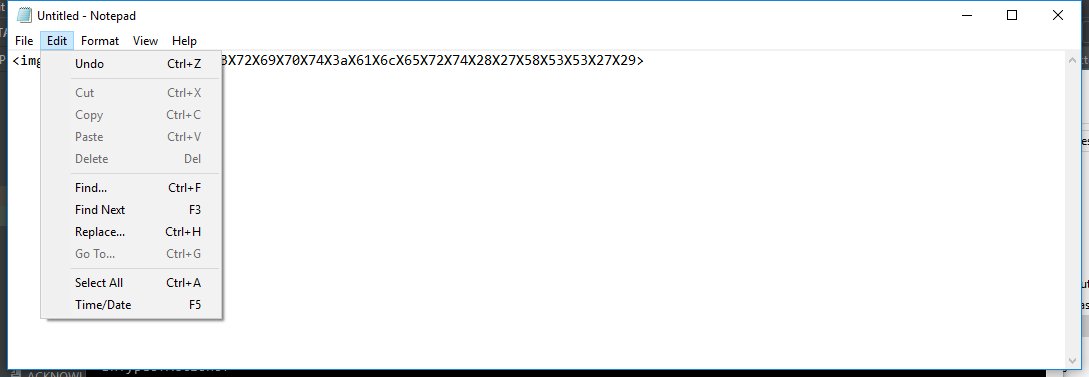 Untitled - Notepad
File Edit Format View Help
<img 3X72X69X70X74X3aX61X6cX65X72X74X28X27X58X53X53X27X29>
Undo Ctrl+Z
Cut Ctrl+X
Copy Ctrl+C
Paste Ctrl+V
Delete Del
Find... Ctrl+F
Find Next F3
Replace... Ctrl+H
Go To... Ctrl+G
Select All Ctrl+A
Time/Date F5